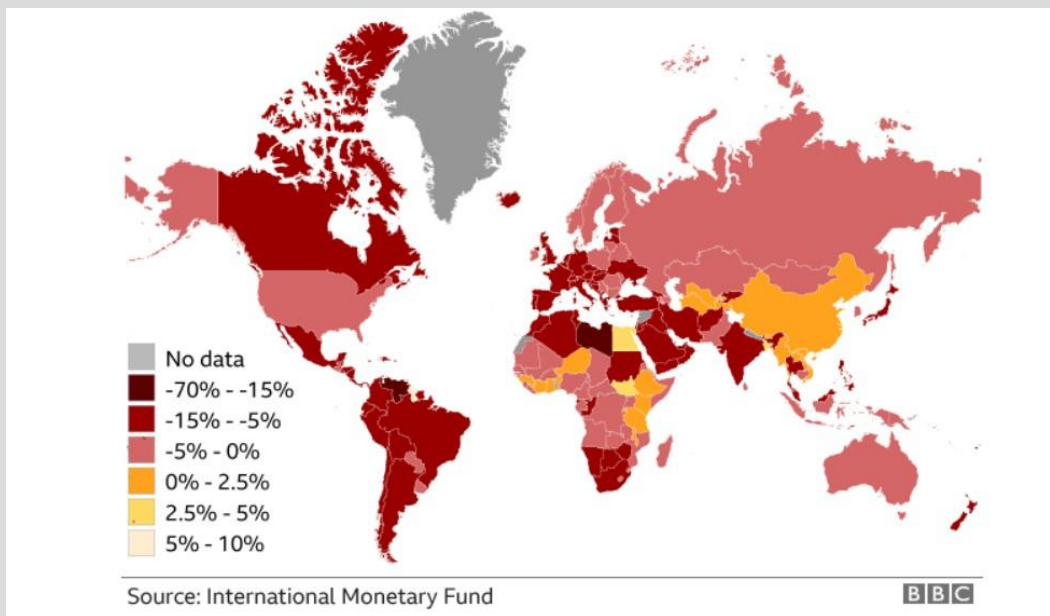 No data
-70% - -15%
-15% - -5%
-5% - 0%
0% - 2.5%
2.5% - 5%
5% - 10%
Source: International Monetary Fund
BBC